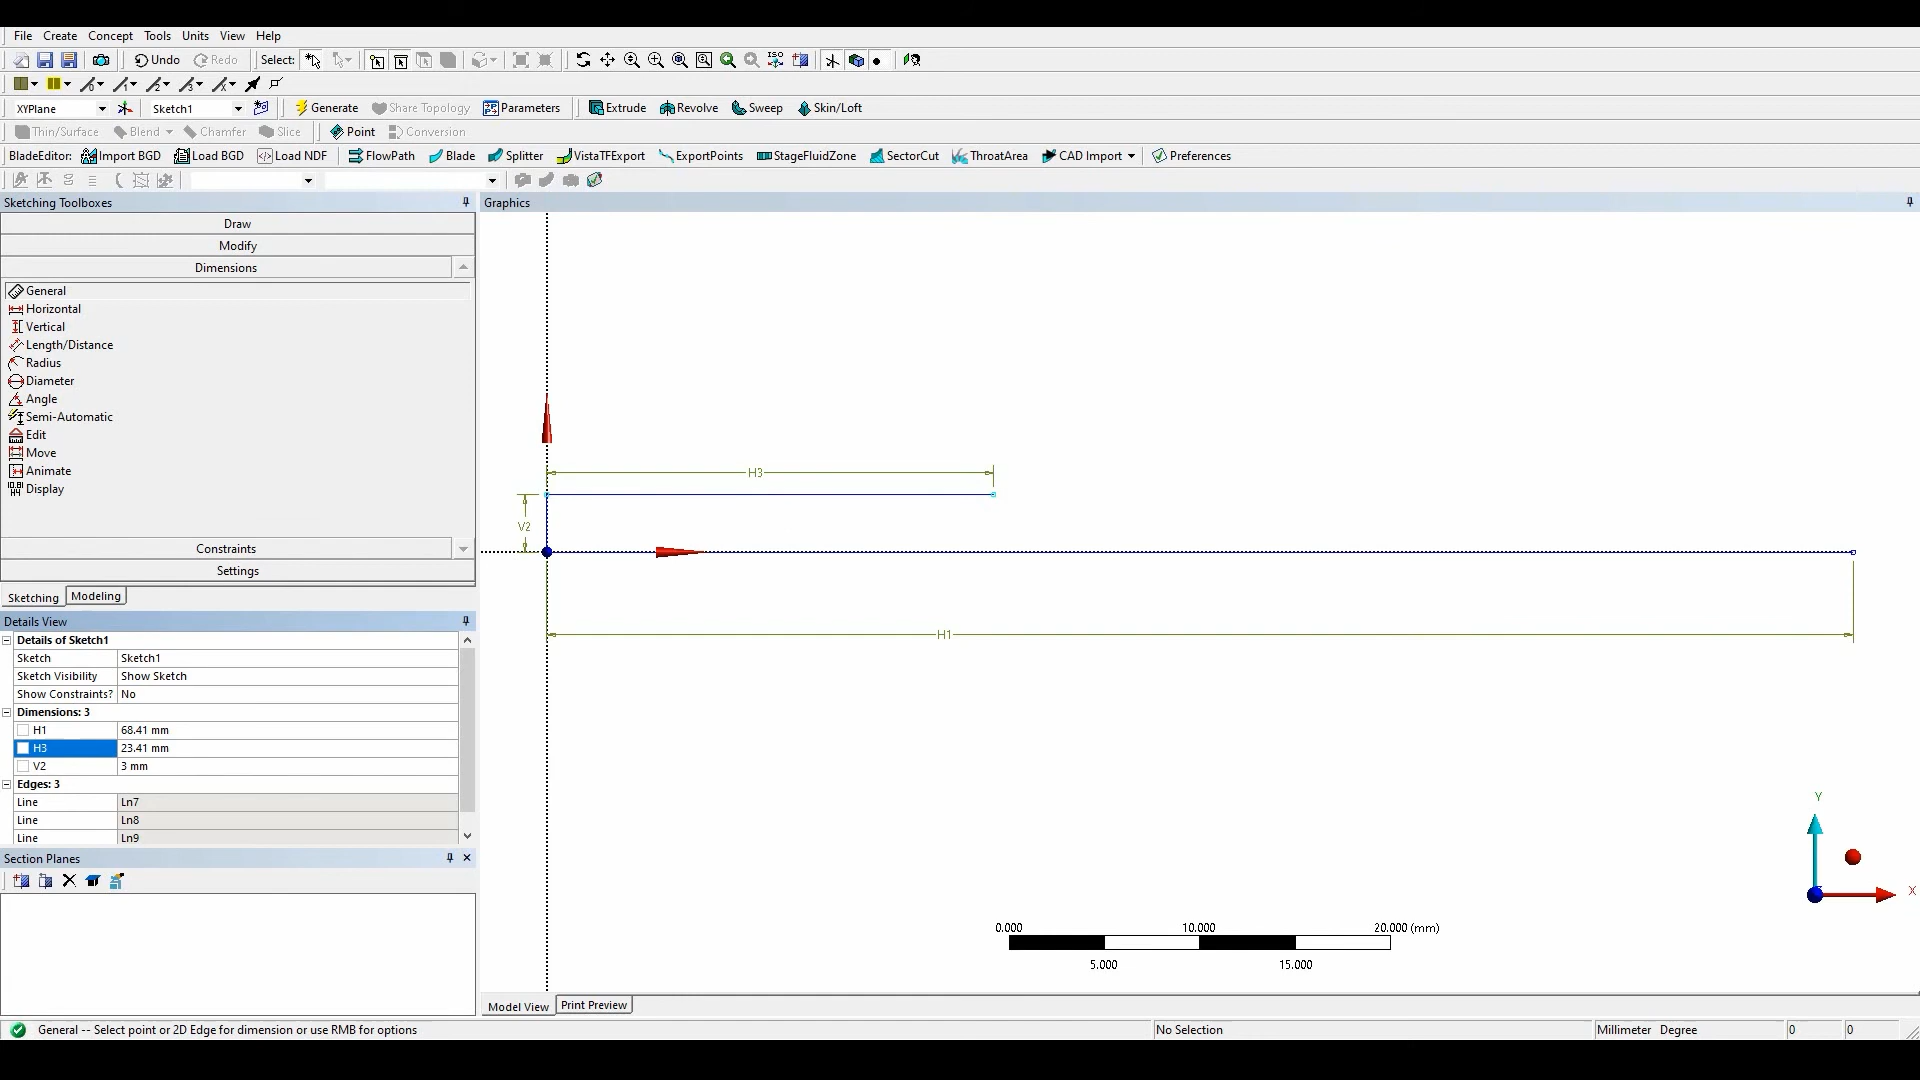 File Create Concept Tools Units View Help
Undo Redo Select: ISO
XYPlane Sketch1 Generate Share Topology Parameters Extrude Revolve Sweep Skin/Loft
Thin/Surface Blend Chamfer Slice Point Conversion
BladeEditor: Import BGD Load BGD Load NDF FlowPath Blade Splitter VistaTFExport ExportPoints StageFluidZone SectorCut ThroatArea CAD Import Preferences
Sketching Toolboxes
Draw
Modify
Dimensions
General
Horizontal
Vertical
Length/Distance
Radius
Diameter
Angle
Semi-Automatic
Edit
Move
Animate
Display
Constraints
Settings
Sketching Modeling
Details View
Details of Sketch1
Sketch Sketch1
Sketch Visibility Show Sketch
Show Constraints? No
Dimensions: 3
H1 68.41 mm
H3 23.41 mm
V2 3 mm
Edges: 3
Line Ln7
Line Ln8
Line Ln9
Section Planes
Graphics
H3
V2
H1
Y
X
0.000 10.000 20.000 (mm)
5.000 15.000
Model View Print Preview
General -- Select point or 2D Edge for dimension or use RMB for options No Selection Millimeter Degree 0 0